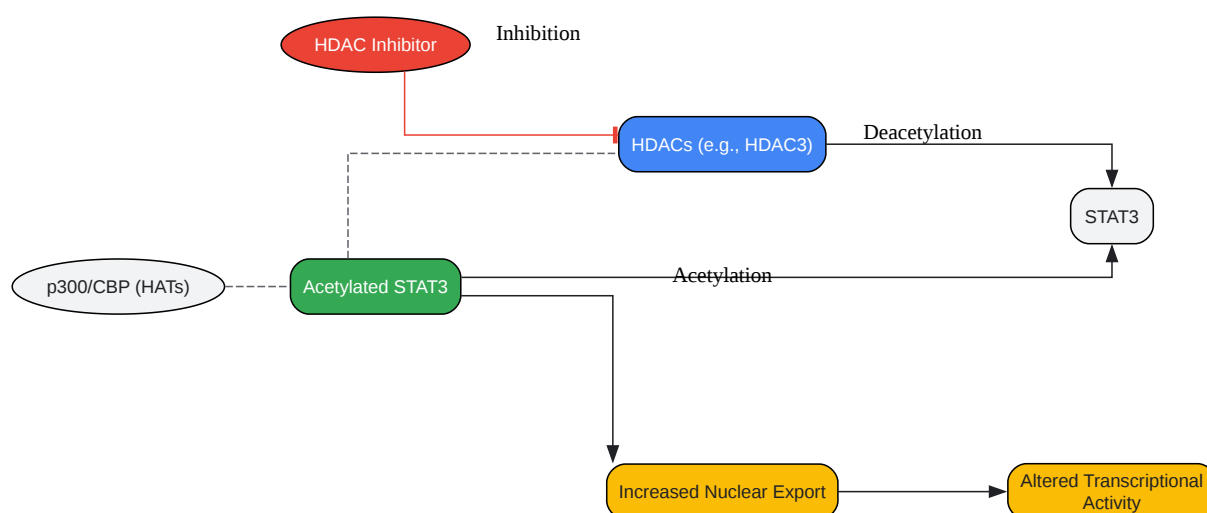 HDAC Inhibitor
Inhibition
HDACs (e.g., HDAC3)
Deacetylation
STAT3
Acetylation
p300/CBP (HATs)
Acetylated STAT3
Increased Nuclear Export
Altered Transcriptional
Activity